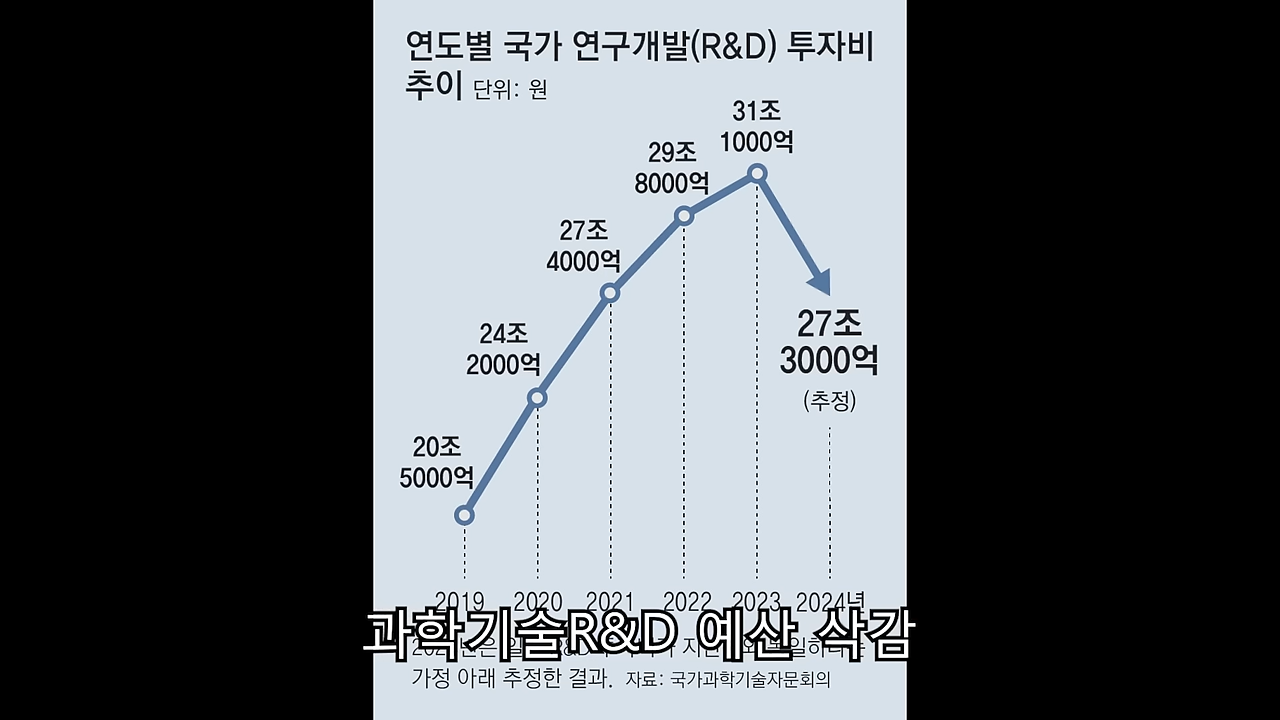 연도별 국가 연구개발(R&D) 투자비
추이 단위: 원
31조
1000억
29조
8000억
27조
4000억
24조
2000억
20조
5000억
27조
3000억
(추정)
2019 2020 2021 2022 2023 2024년
과학기술R&D 예산 삭감
가정 아래 추정한 결과. 자료: 국가과학기술자문회의